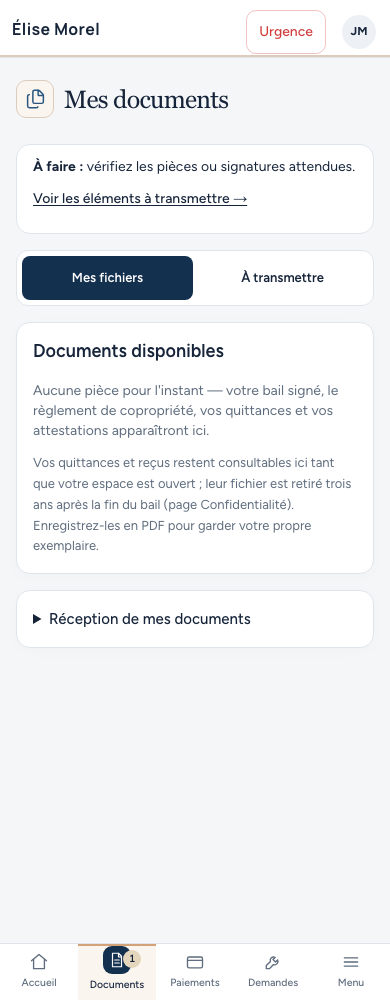 Élise Morel
Urgence
JM
Mes documents
À faire : vérifiez les pièces ou signatures attendues.
Voir les éléments à transmettre →
Mes fichiers
À transmettre
Documents disponibles
Aucune pièce pour l'instant — votre bail signé, le
règlement de copropriété, vos quittances et vos
attestations apparaîtront ici.
Vos quittances et reçus restent consultables ici tant
que votre espace est ouvert ; leur fichier est retiré trois
ans après la fin du bail (page Confidentialité).
Enregistrez-les en PDF pour garder votre propre
exemplaire.
▶ Réception de mes documents
1
Accueil
Documents
Paiements
Demandes
Menu